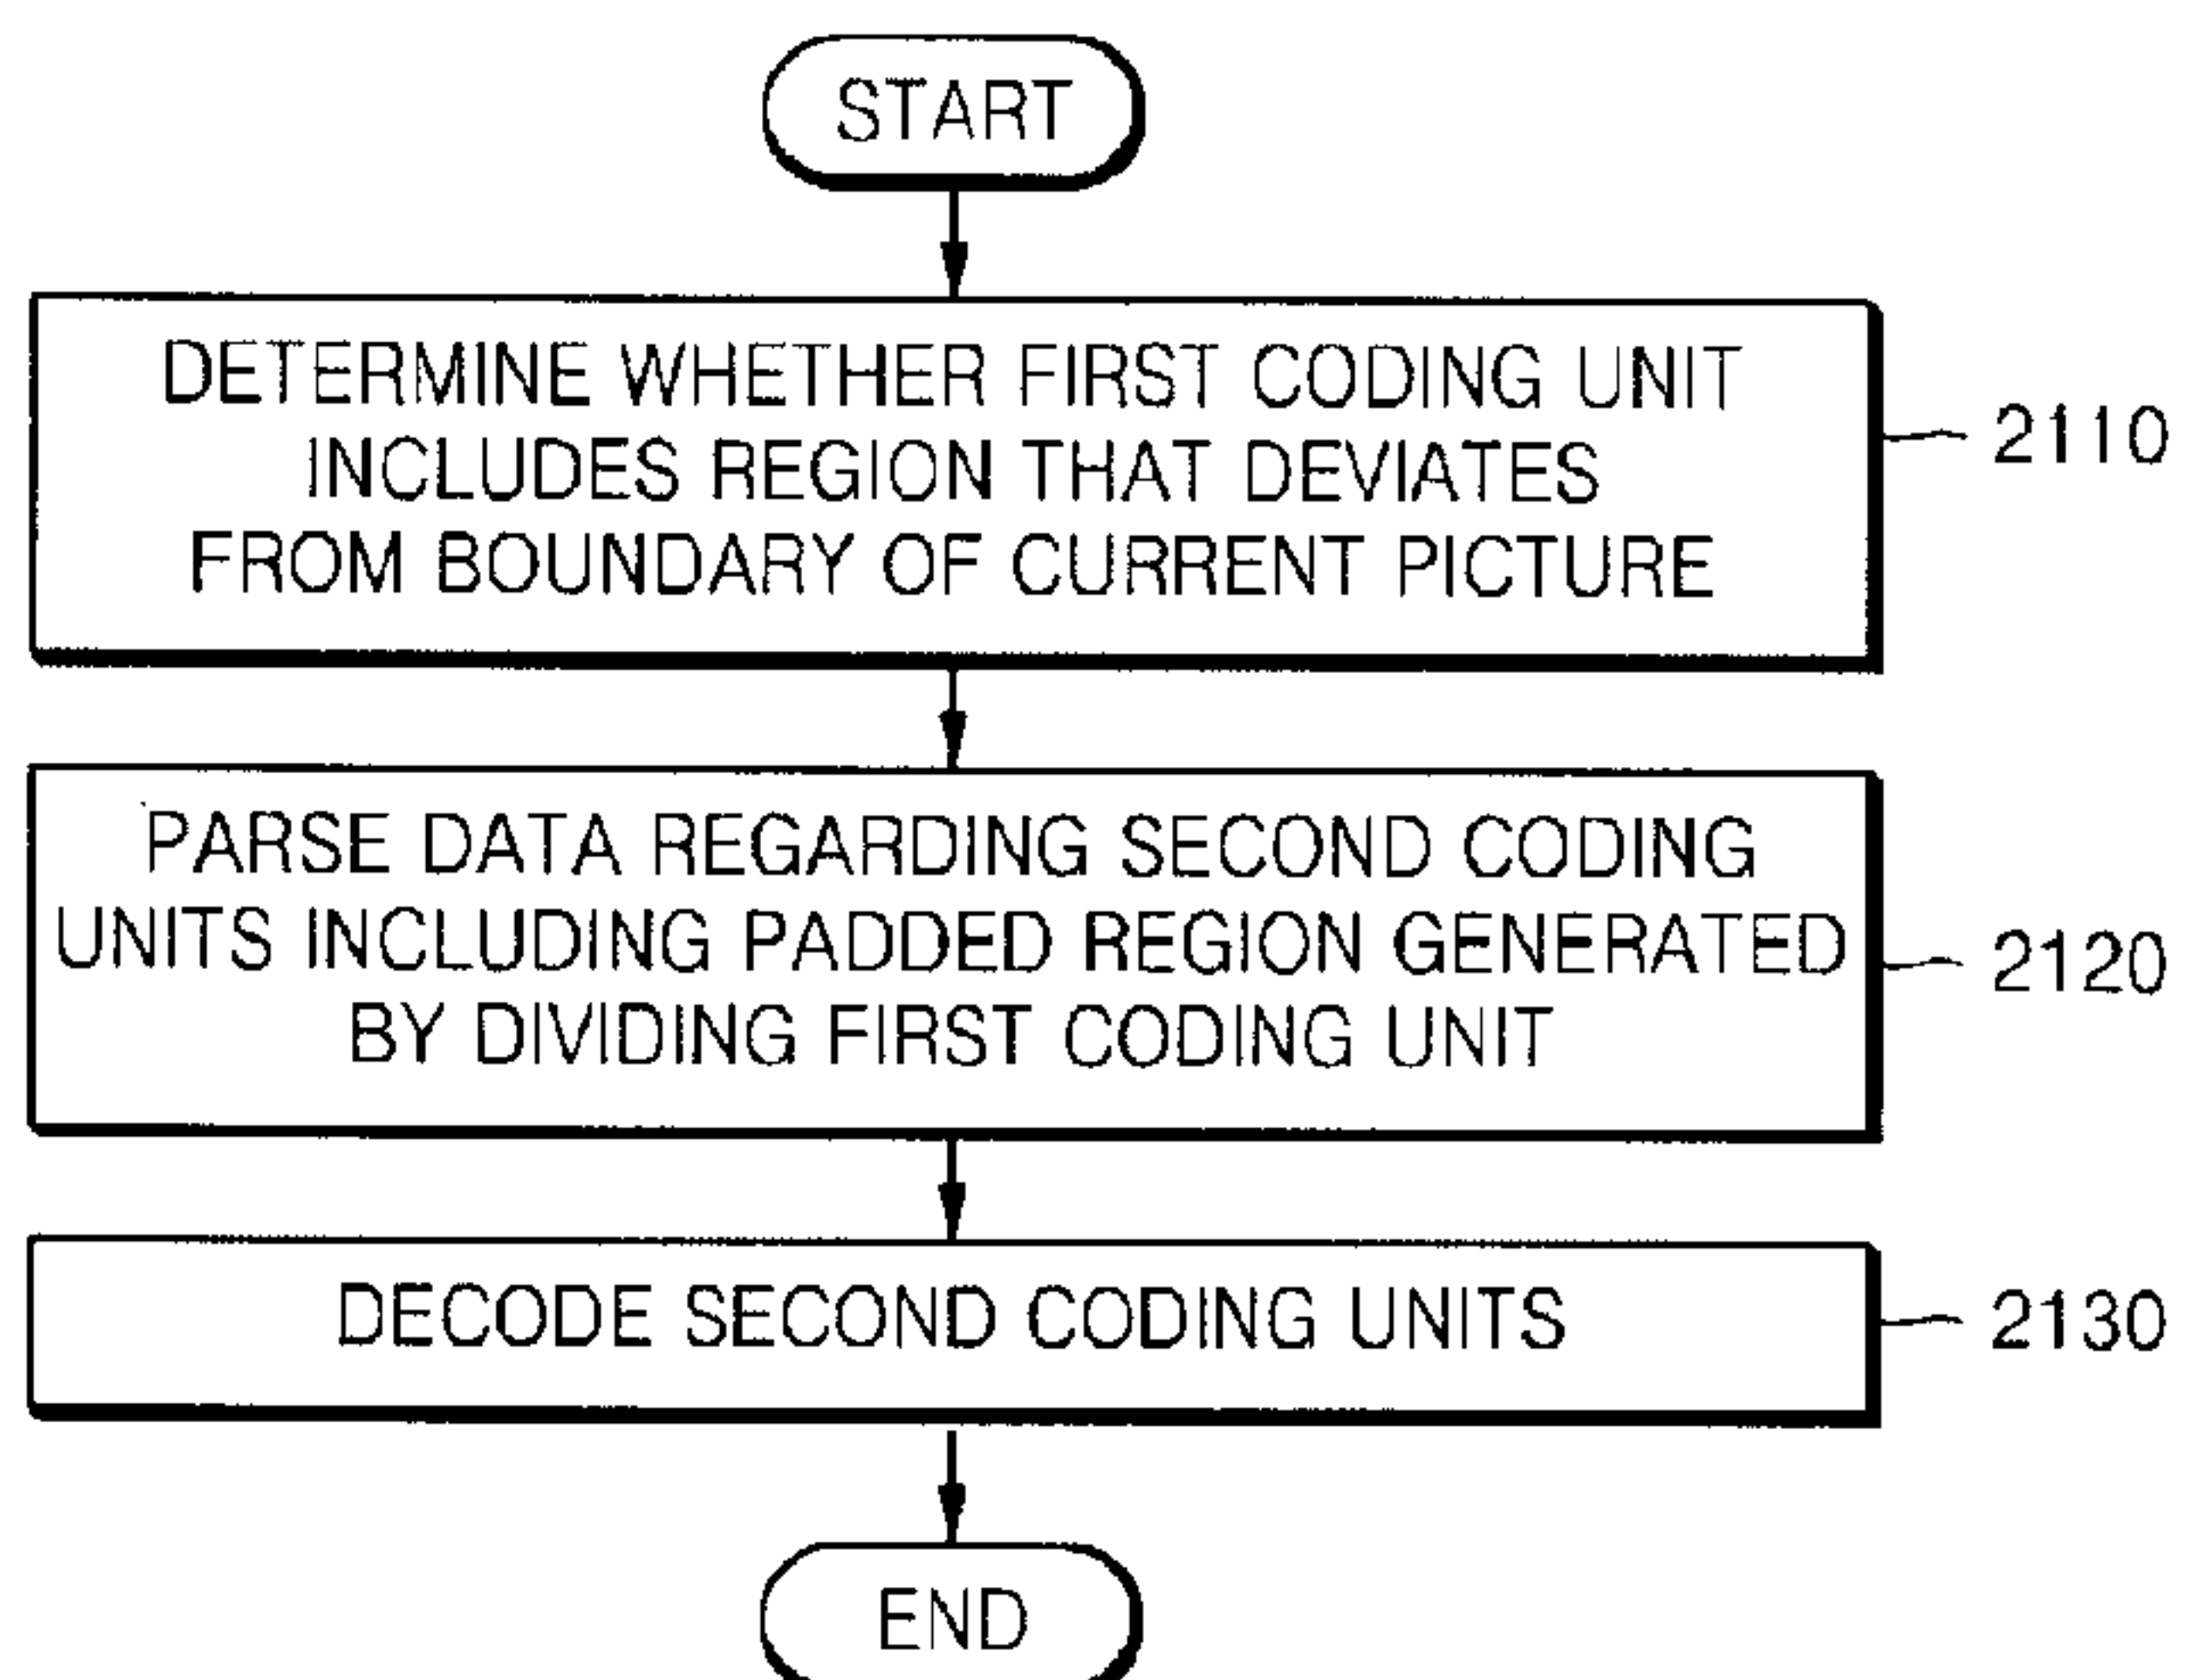 START
DETERMINE WHETHER FIRST CODING UNIT
INCLUDES REGION THAT DEVIATES
FROM BOUNDARY OF CURRENT PICTURE
2110
PARSE DATA REGARDING SECOND CODING
UNITS INCLUDING PADDED REGION GENERATED
BY DIVIDING FIRST CODING UNIT
2120
DECODE SECOND CODING UNITS
2130
END